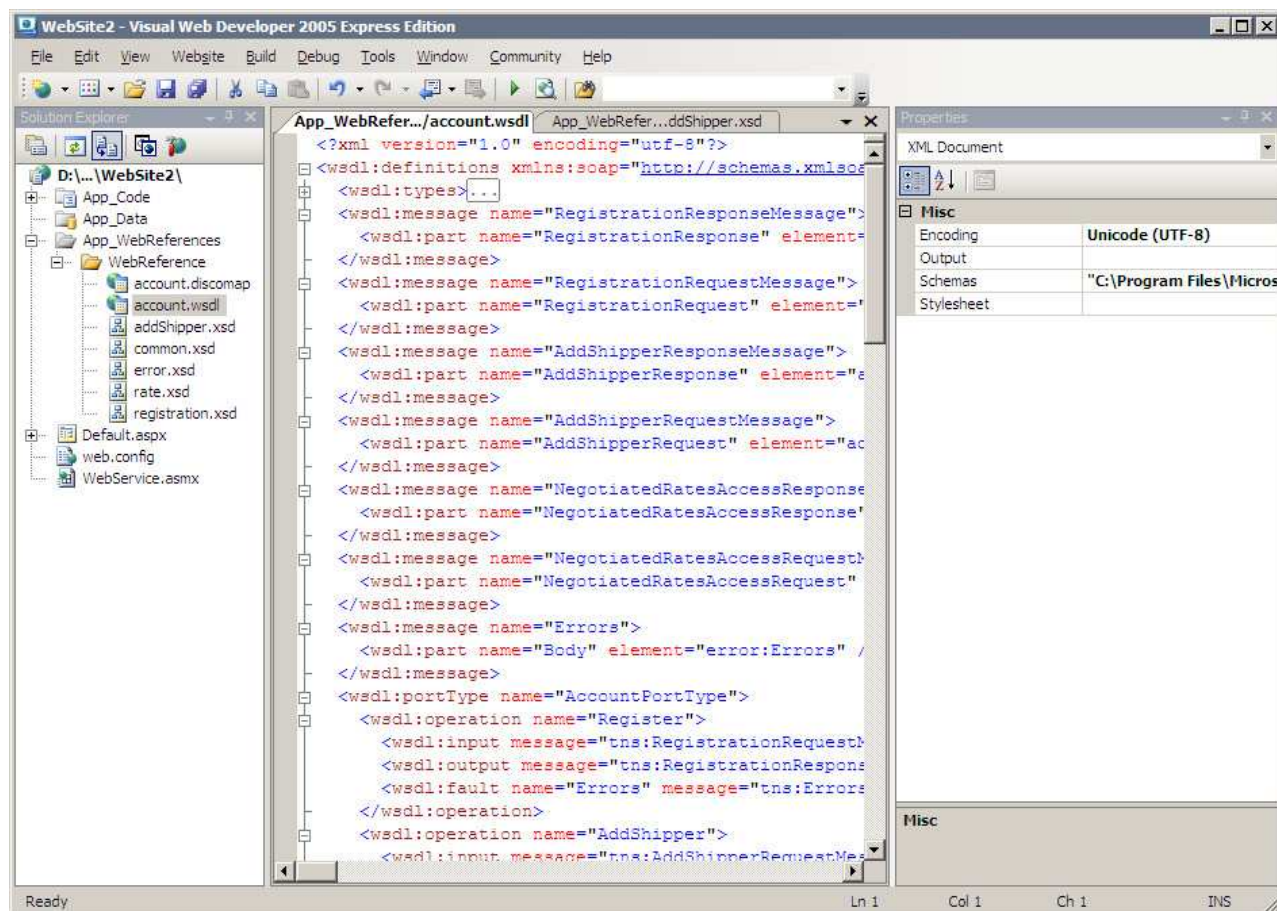 WebSite2 - Visual Web Developer 2005 Express Edition
File Edit View Website Build Debug Tools Window Community Help
Solution Explorer
D:\...\WebSite2\
App_Code
App_Data
App_WebReferences
WebReference
account.discomap
account.wsdl
addShipper.xsd
common.xsd
error.xsd
rate.xsd
registration.xsd
Default.aspx
web.config
WebService.asmx
App_WebRefer.../account.wsdl App_WebRefer...ddShipper.xsd
<?xml version="1.0" encoding="utf-8"?>
<wsdl:definitions xmlns:soap="http://schemas.xmlsoa
<wsdl:types>...
<wsdl:message name="RegistrationResponseMessage">
<wsdl:part name="RegistrationResponse" element=
</wsdl:message>
<wsdl:message name="RegistrationRequestMessage">
<wsdl:part name="RegistrationRequest" element="
</wsdl:message>
<wsdl:message name="AddShipperResponseMessage">
<wsdl:part name="AddShipperResponse" element="a
</wsdl:message>
<wsdl:message name="AddShipperRequestMessage">
<wsdl:part name="AddShipperRequest" element="ac
</wsdl:message>
<wsdl:message name="NegotiatedRatesAccessResponse
<wsdl:part name="NegotiatedRatesAccessResponse"
</wsdl:message>
<wsdl:message name="NegotiatedRatesAccessRequestM
<wsdl:part name="NegotiatedRatesAccessRequest"
</wsdl:message>
<wsdl:message name="Errors">
<wsdl:part name="Body" element="error:Errors" /
</wsdl:message>
<wsdl:portType name="AccountPortType">
<wsdl:operation name="Register">
<wsdl:input message="tns:RegistrationRequestM
<wsdl:output message="tns:RegistrationRespons
<wsdl:fault name="Errors" message="tns:Errors
</wsdl:operation>
<wsdl:operation name="AddShipper">
<wsdl:input message="tns:AddShipperRequestMes
Properties
XML Document
Misc
Encoding Unicode (UTF-8)
Output
Schemas "C:\Program Files\Micros
Stylesheet
Misc
Ready Ln 1 Col 1 Ch 1 INS